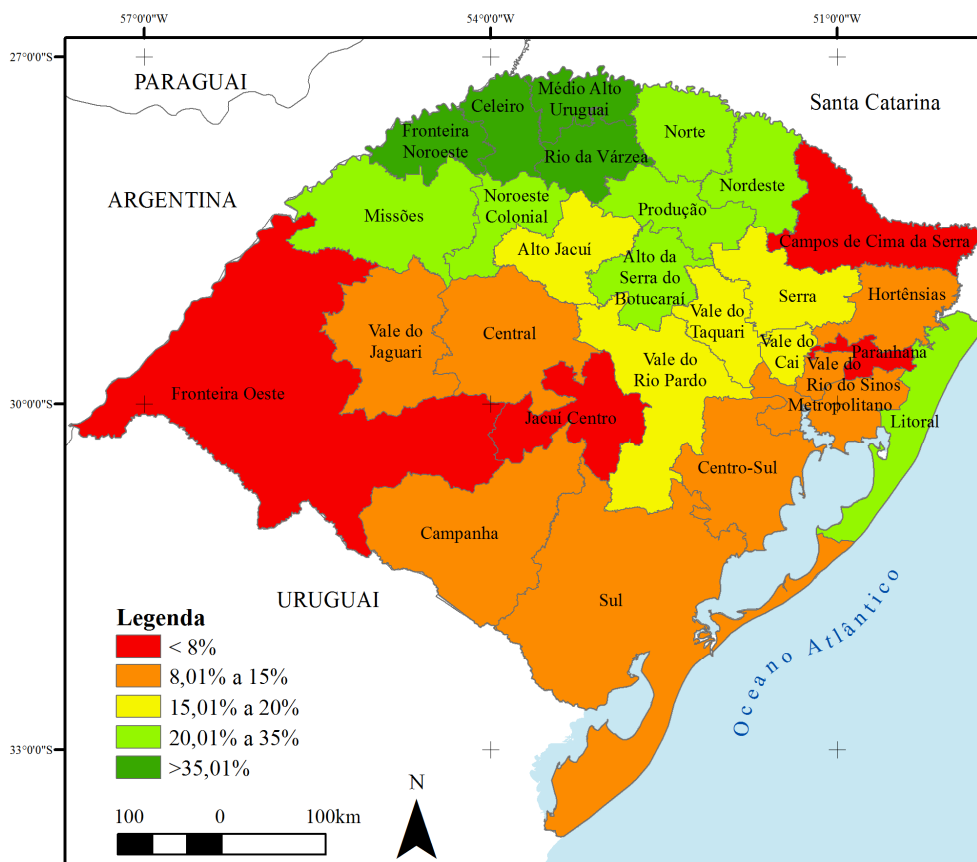 57°0'0"W
54°0'0"W
51°0'0"W
27°0'0"S
PARAGUAI
Santa Catarina
Médio Alto
Uruguai
Celeiro
Fronteira
Noroeste
Rio da Várzea
Norte
ARGENTINA
Nordeste
Missões
Noroeste
Colonial
Produção
Alto Jacuí
Campos de Cima da Serra
Alto da
Serra do
Botucaraí
Serra
Hortênsias
Vale do
Taquari
Vale do
Jaguari
Central
Vale do
Cai
Paranhana
Vale do
Rio do Sinos
Vale do
Rio Pardo
Fronteira Oeste
30°0'0"S
Jacuí Centro
Metropolitano
Litoral
Centro-Sul
Campanha
URUGUAI
Sul
Oceano Atlântico
Legenda
< 8%
8,01% a 15%
15,01% a 20%
20,01% a 35%
>35,01%
33°0'0"S
N
100 0 100km